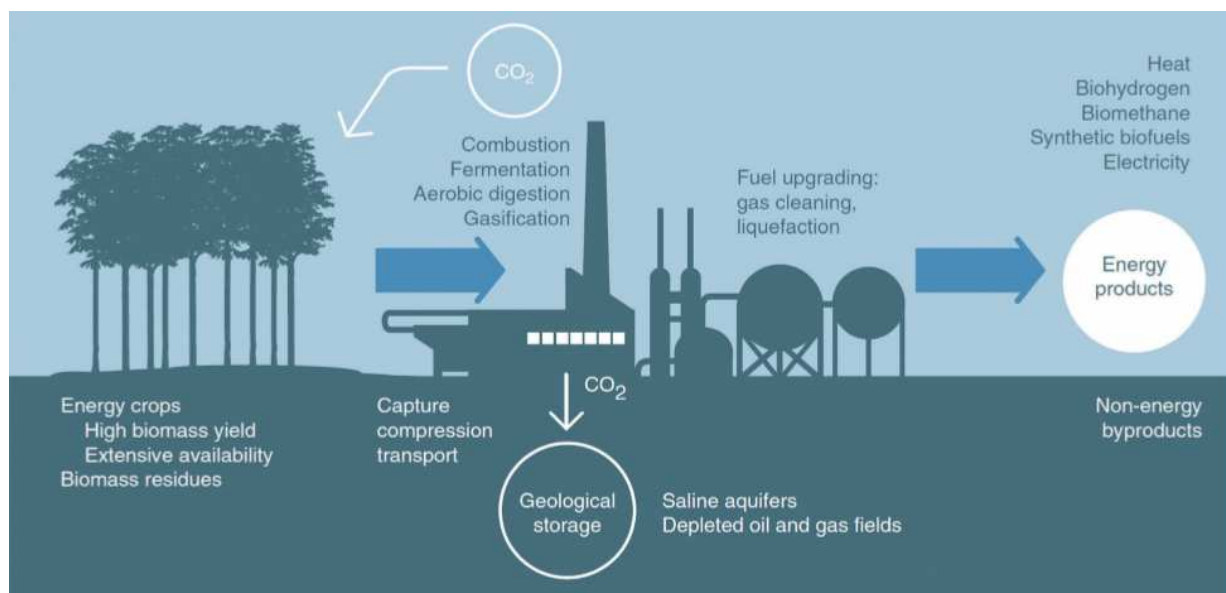 CO₂
Combustion
Fermentation
Aerobic digestion
Gasification
Fuel upgrading:
gas cleaning,
liquefaction
Heat
Biohydrogen
Biomethane
Synthetic biofuels
Electricity
Energy
products
Energy crops
High biomass yield
Extensive availability
Biomass residues
Capture
compression
transport
CO₂
Geological
storage
Saline aquifers
Depleted oil and gas fields
Non-energy
byproducts